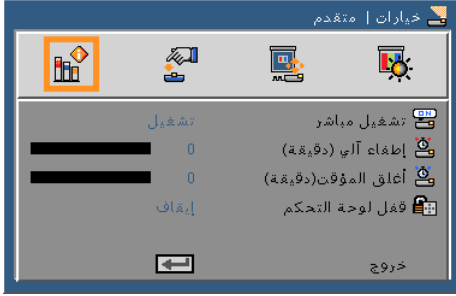 خيارات | متقدم
تشغيل مباشر تشغيل
إطفاء آلي (دقيقة) 0
أغلق المؤقت(دقيقة) 0
قفل لوحة التحكم إيقاف
خروج